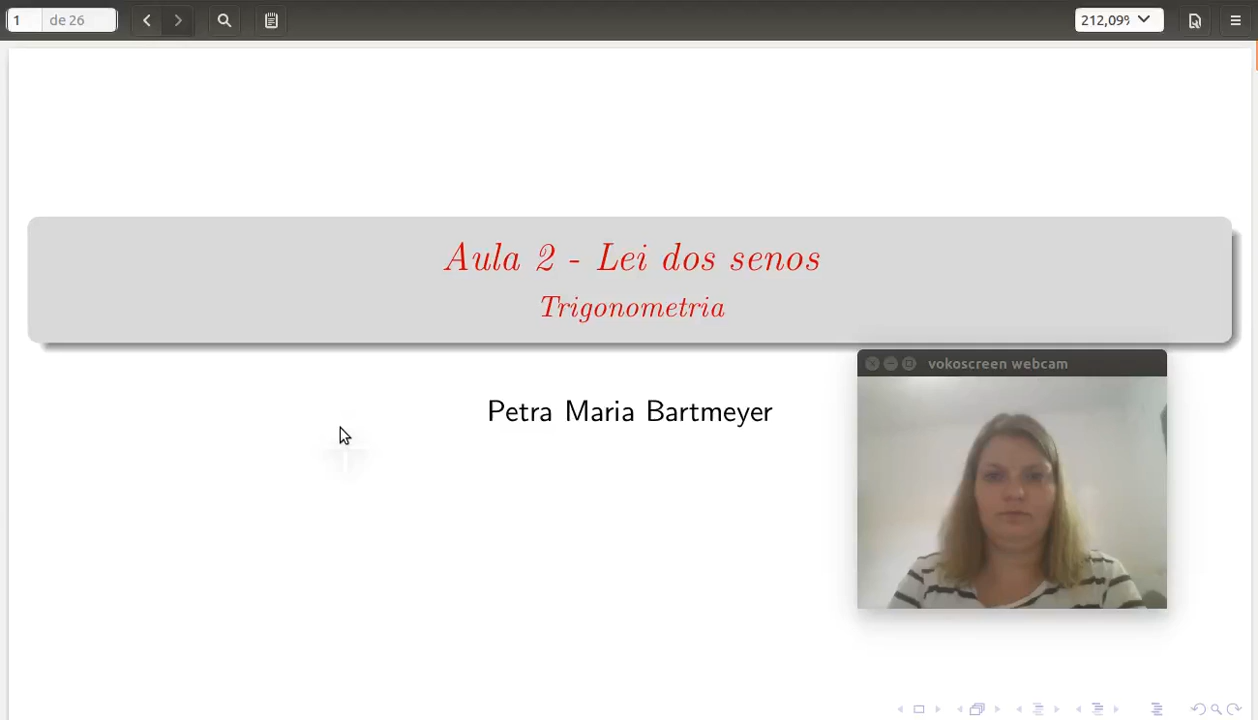 1 de 26 212,09%
Aula 2 - Lei dos senos
Trigonometria
vokoscreen webcam
Petra Maria Bartmeyer